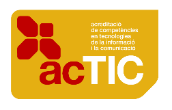 acreditació
de competències
en tecnologies
de la informació
i la comunicació
acTIC